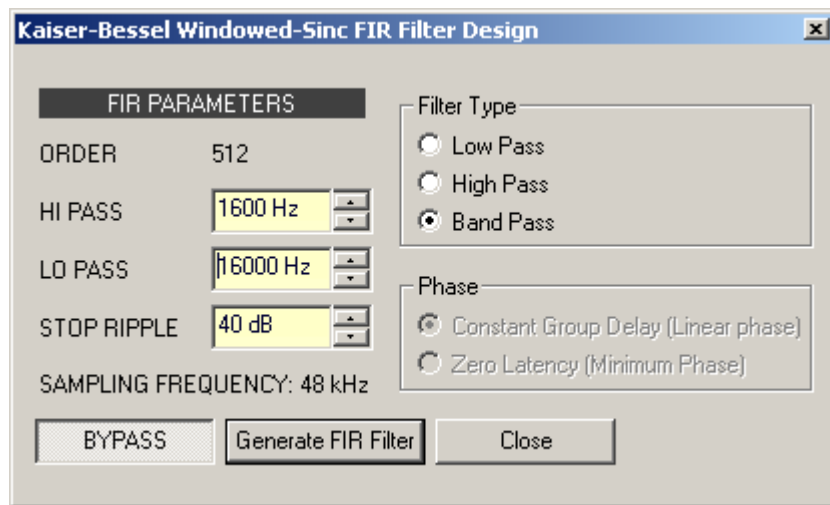 Kaiser-Bessel Windowed-Sinc FIR Filter Design
FIR PARAMETERS
ORDER 512
HI PASS 1600 Hz
LO PASS 16000 Hz
STOP RIPPLE 40 dB
SAMPLING FREQUENCY: 48 kHz
Filter Type
Low Pass
High Pass
Band Pass
Phase
Constant Group Delay (Linear phase)
Zero Latency (Minimum Phase)
BYPASS Generate FIR Filter Close